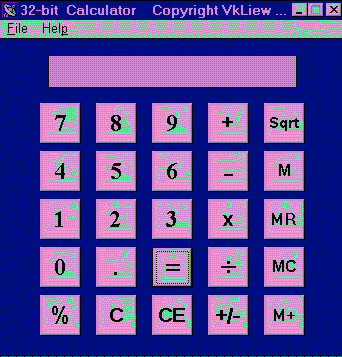 32-bit Calculator Copyright VkLiew ...
File Help
7 8 9 + Sqrt
4 5 6 - M
1 2 3 x MR
0 . = ÷ MC
% C CE +/- M+